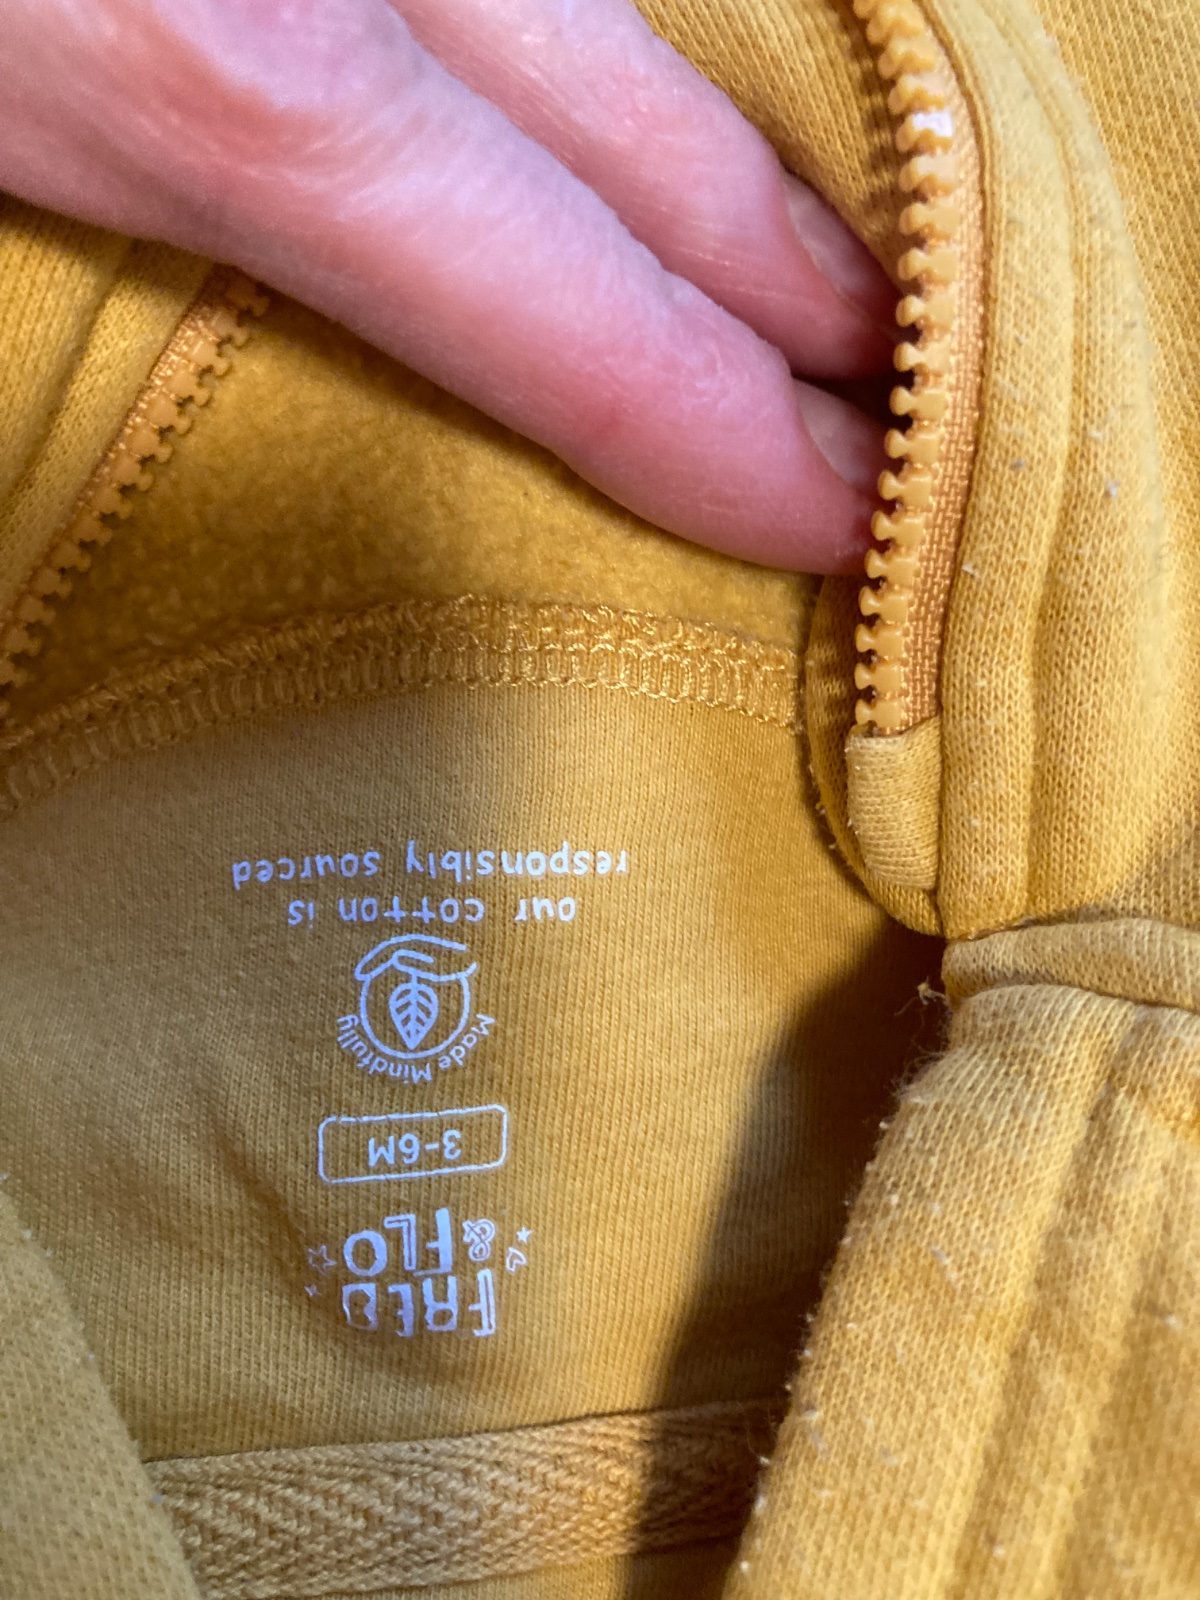 FRED
& FLO
3-6M
Made Mindfully
our cotton is
responsibly sourced